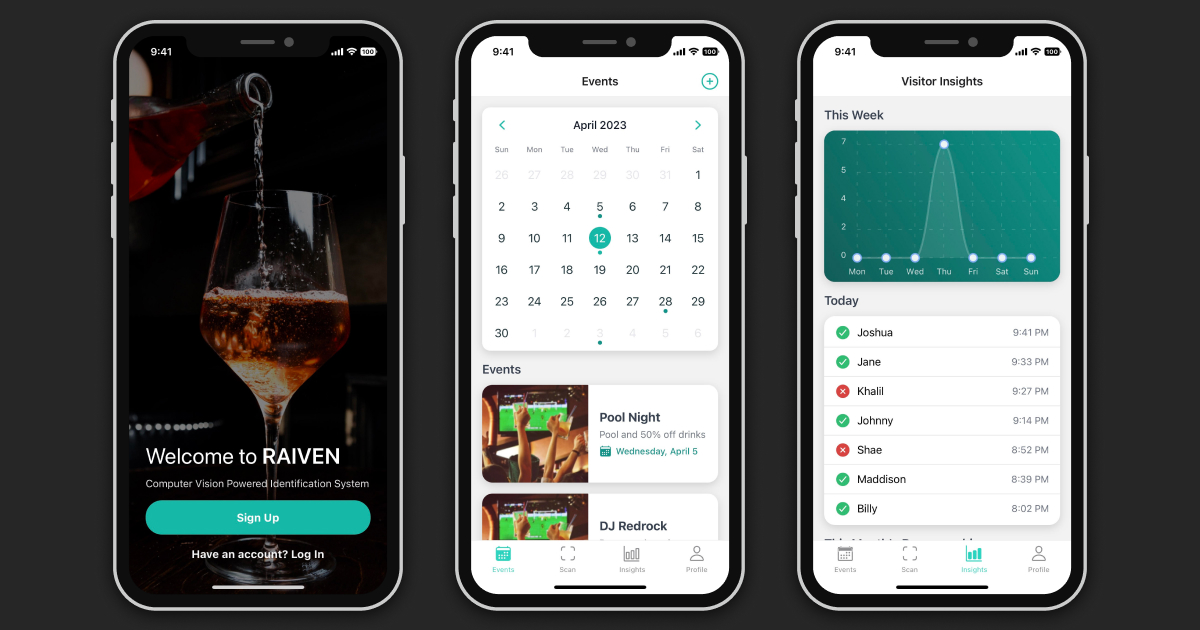 9:41
100
Welcome to RAIVEN
Computer Vision Powered Identification System
Sign Up
Have an account? Log In
9:41
100
Events
April 2023
Sun Mon Tue Wed Thu Fri Sat
26 27 28 29 30 31 1
2 3 4 5 6 7 8
9 10 11 12 13 14 15
16 17 18 19 20 21 22
23 24 25 26 27 28 29
30 1 2 3 4 5 6
Events
Pool Night
Pool and 50% off drinks
Wednesday, April 5
DJ Redrock
Events Scan Insights Profile
9:41
100
Visitor Insights
This Week
7
5
4
2
0
Mon Tue Wed Thu Fri Sat Sun
Today
Joshua 9:41 PM
Jane 9:33 PM
Khalil 9:27 PM
Johnny 9:14 PM
Shae 8:52 PM
Maddison 8:39 PM
Billy 8:02 PM
Events Scan Insights Profile